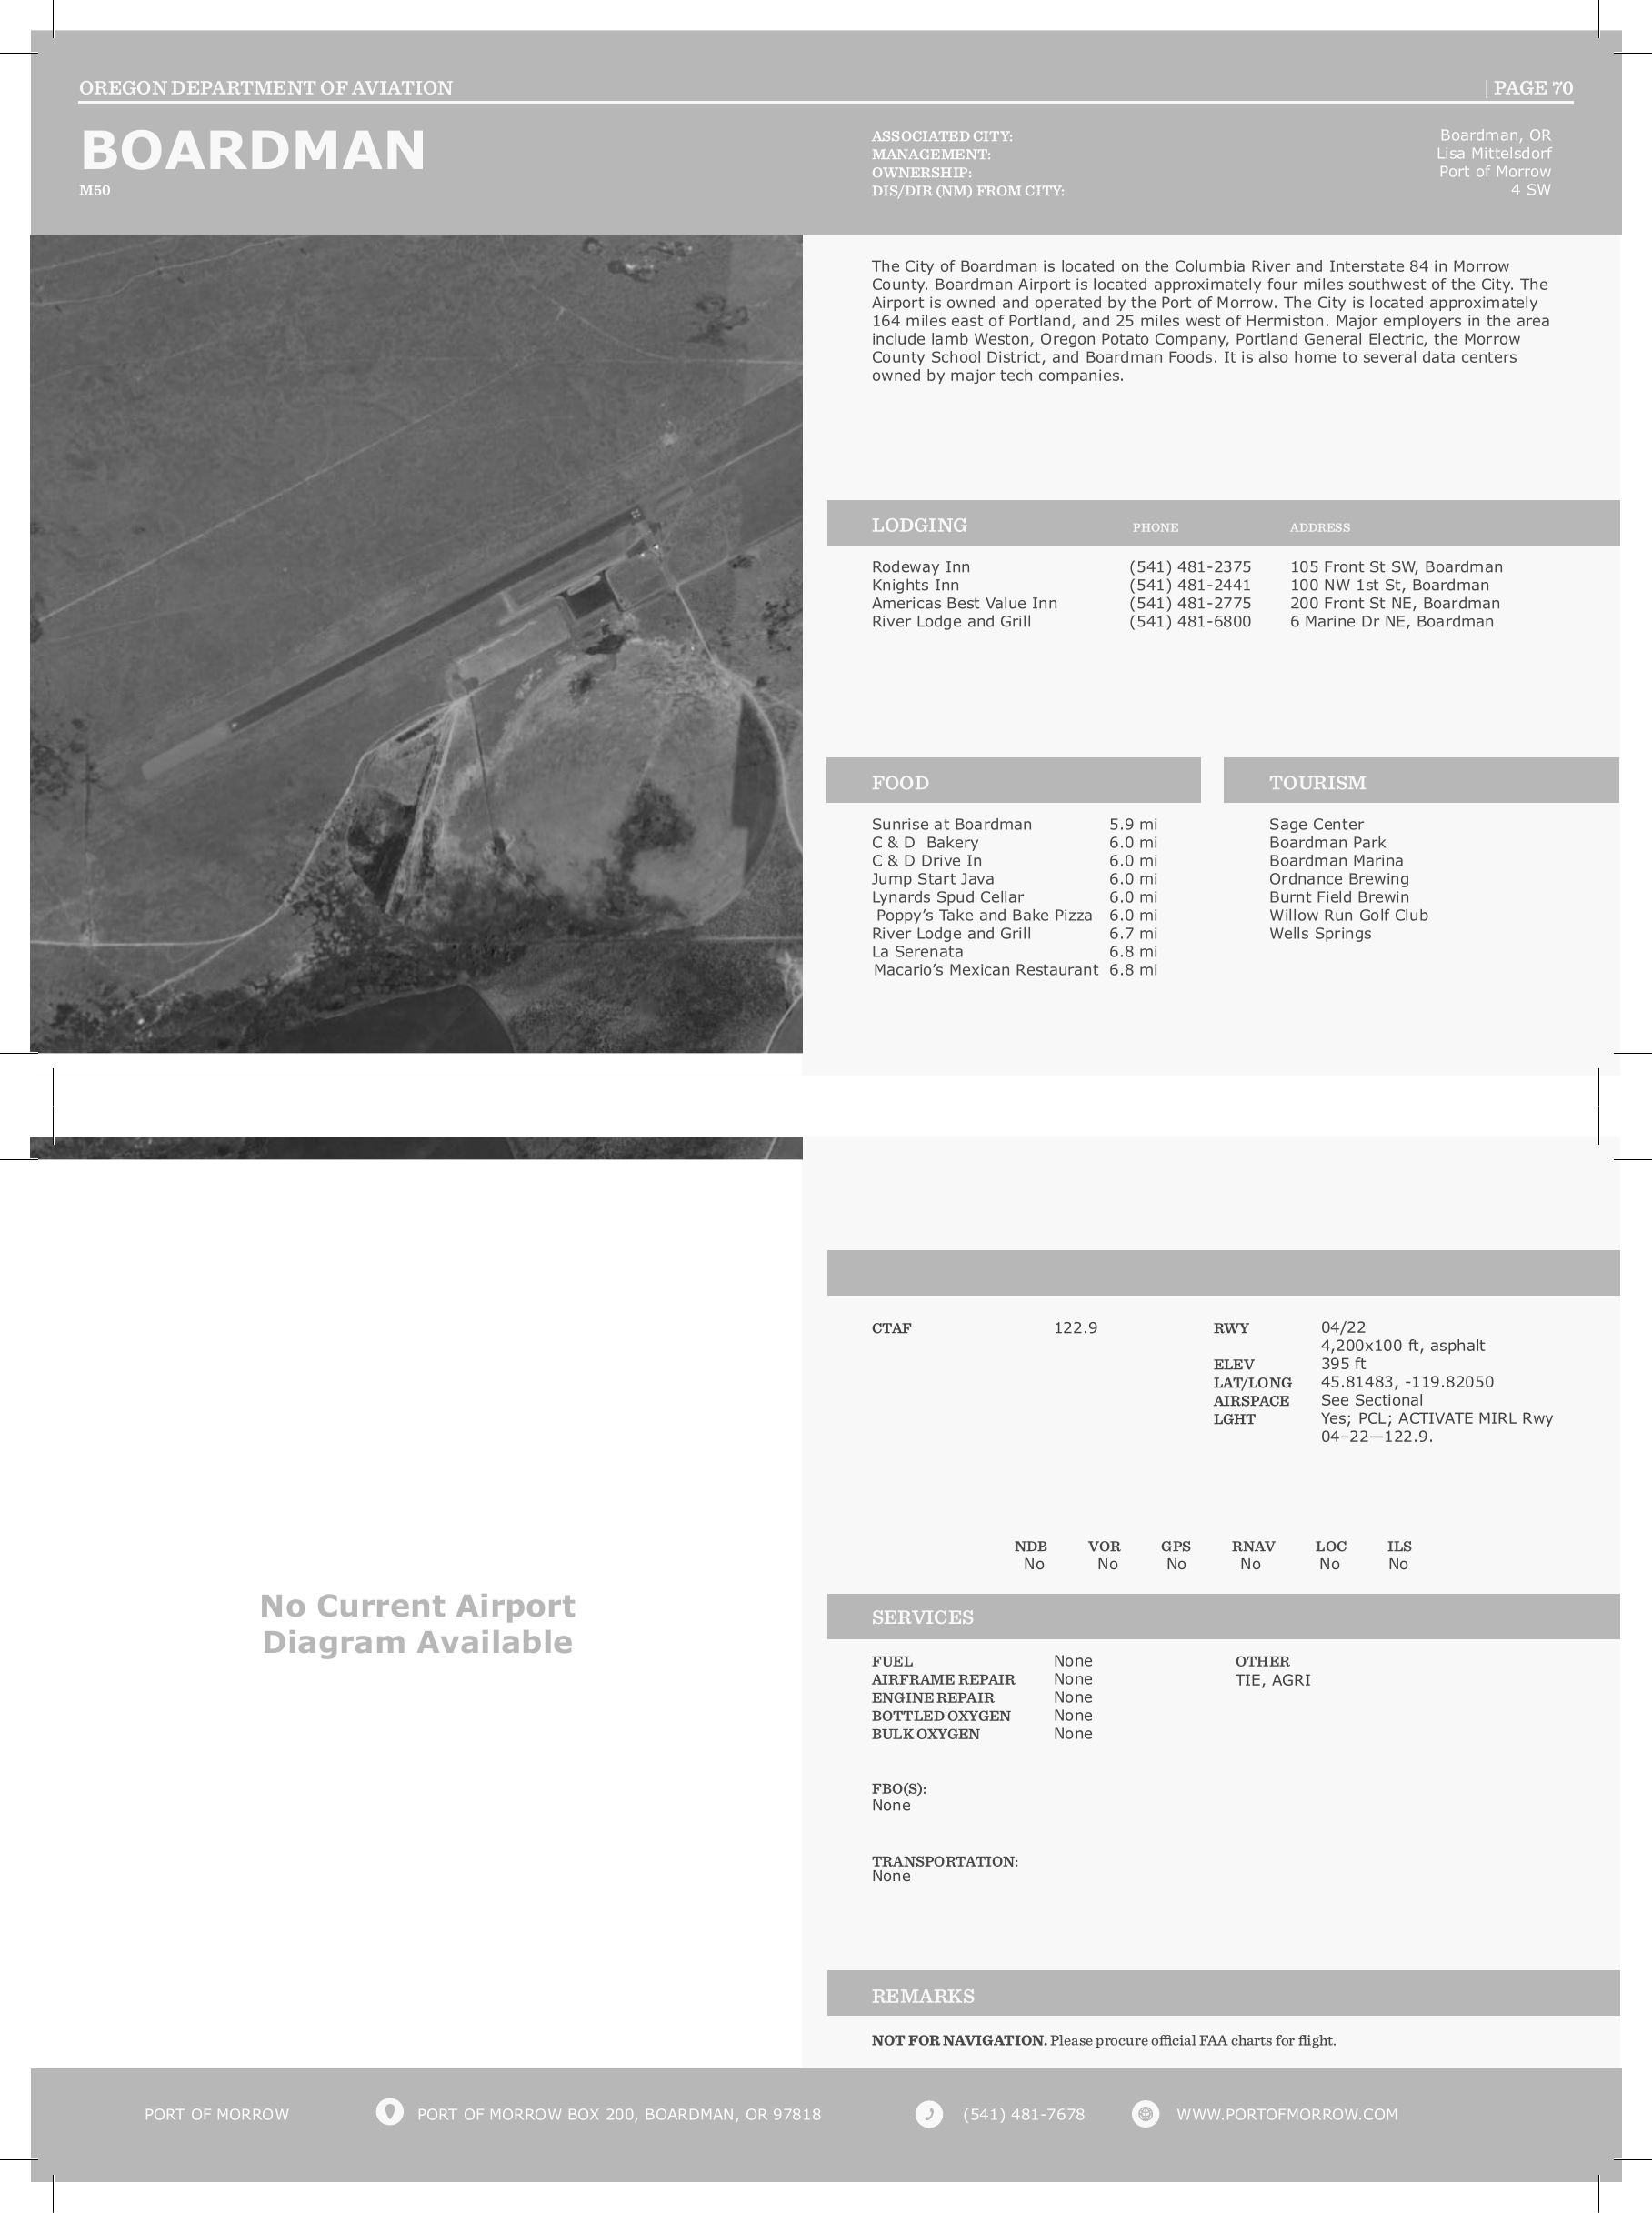 OREGON DEPARTMENT OF AVIATION | PAGE 70
BOARDMAN
M50
ASSOCIATED CITY: Boardman, OR
MANAGEMENT: Lisa Mittelsdorf
OWNERSHIP: Port of Morrow
DIS/DIR (NM) FROM CITY: 4 SW
The City of Boardman is located on the Columbia River and Interstate 84 in Morrow
County. Boardman Airport is located approximately four miles southwest of the City. The
Airport is owned and operated by the Port of Morrow. The City is located approximately
164 miles east of Portland, and 25 miles west of Hermiston. Major employers in the area
include lamb Weston, Oregon Potato Company, Portland General Electric, the Morrow
County School District, and Boardman Foods. It is also home to several data centers
owned by major tech companies.
LODGING PHONE ADDRESS
Rodeway Inn (541) 481-2375 105 Front St SW, Boardman
Knights Inn (541) 481-2441 100 NW 1st St, Boardman
Americas Best Value Inn (541) 481-2775 200 Front St NE, Boardman
River Lodge and Grill (541) 481-6800 6 Marine Dr NE, Boardman
FOOD
Sunrise at Boardman 5.9 mi
C & D Bakery 6.0 mi
C & D Drive In 6.0 mi
Jump Start Java 6.0 mi
Lynards Spud Cellar 6.0 mi
Poppy’s Take and Bake Pizza 6.0 mi
River Lodge and Grill 6.7 mi
La Serenata 6.8 mi
Macario’s Mexican Restaurant 6.8 mi
TOURISM
Sage Center
Boardman Park
Boardman Marina
Ordnance Brewing
Burnt Field Brewin
Willow Run Golf Club
Wells Springs
No Current Airport
Diagram Available
CTAF 122.9
RWY 04/22
4,200x100 ft, asphalt
ELEV 395 ft
LAT/LONG 45.81483, -119.82050
AIRSPACE See Sectional
LGHT Yes; PCL; ACTIVATE MIRL Rwy
04–22—122.9.
NDB VOR GPS RNAV LOC ILS
No No No No No No
SERVICES
FUEL None
AIRFRAME REPAIR None
ENGINE REPAIR None
BOTTLED OXYGEN None
BULK OXYGEN None
OTHER
TIE, AGRI
FBO(S):
None
TRANSPORTATION:
None
REMARKS
NOT FOR NAVIGATION. Please procure official FAA charts for flight.
PORT OF MORROW PORT OF MORROW BOX 200, BOARDMAN, OR 97818 (541) 481-7678 WWW.PORTOFMORROW.COM